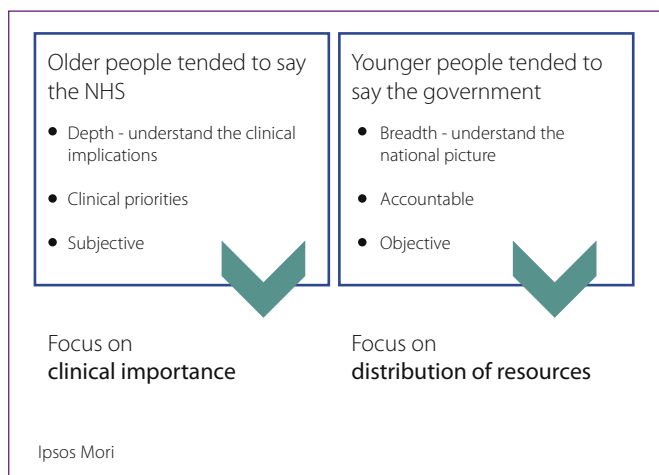 Older people tended to say
the NHS
• Depth - understand the clinical
implications
• Clinical priorities
• Subjective
Focus on
clinical importance
Younger people tended to
say the government
• Breadth - understand the
national picture
• Accountable
• Objective
Focus on
distribution of resources
Ipsos Mori